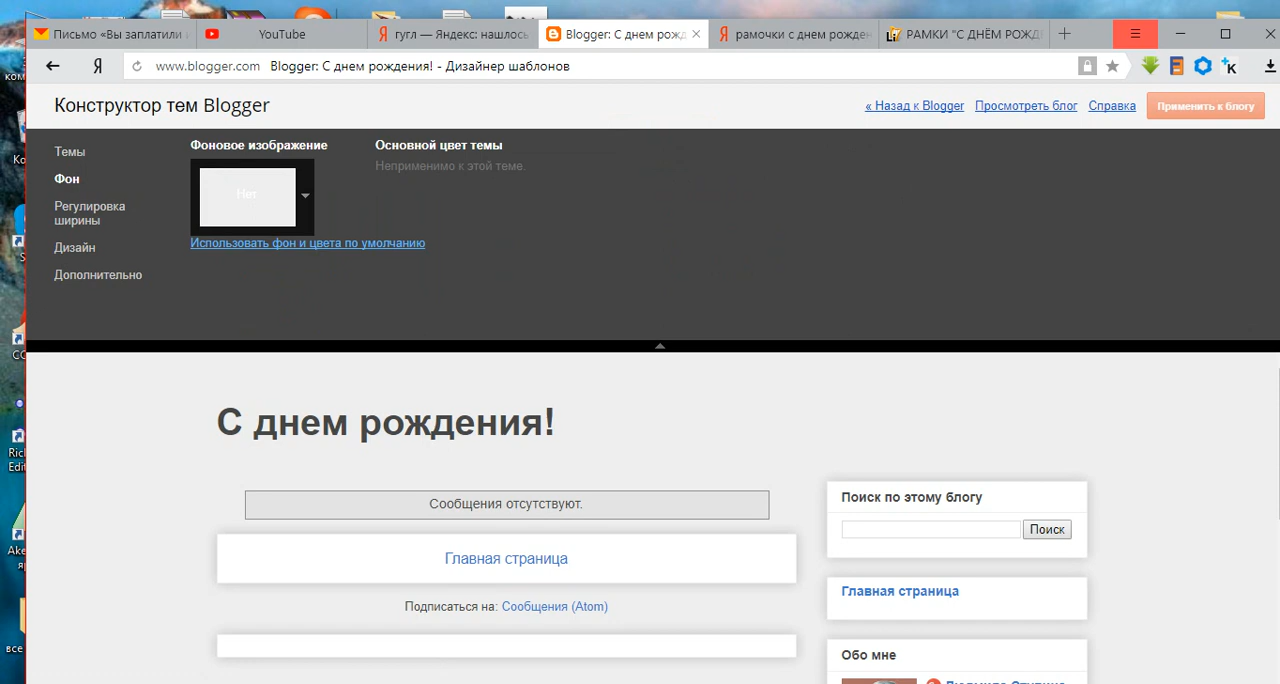 Письмо «Вы заплатили
YouTube
гугл — Яндекс: нашлось
Blogger: С днем рожд
рамочки с днем рожден
РАМКИ "С ДНЁМ РОЖД
www.blogger.com Blogger: С днем рождения! - Дизайнер шаблонов
Конструктор тем Blogger
« Назад к Blogger
Просмотреть блог
Справка
Применить к блогу
Темы
Фон
Регулировка
ширины
Дизайн
Дополнительно
Фоновое изображение
Нет
Использовать фон и цвета по умолчанию
Основной цвет темы
Неприменимо к этой теме.
С днем рождения!
Сообщения отсутствуют.
Главная страница
Подписаться на: Сообщения (Atom)
Поиск по этому блогу
Поиск
Главная страница
Обо мне